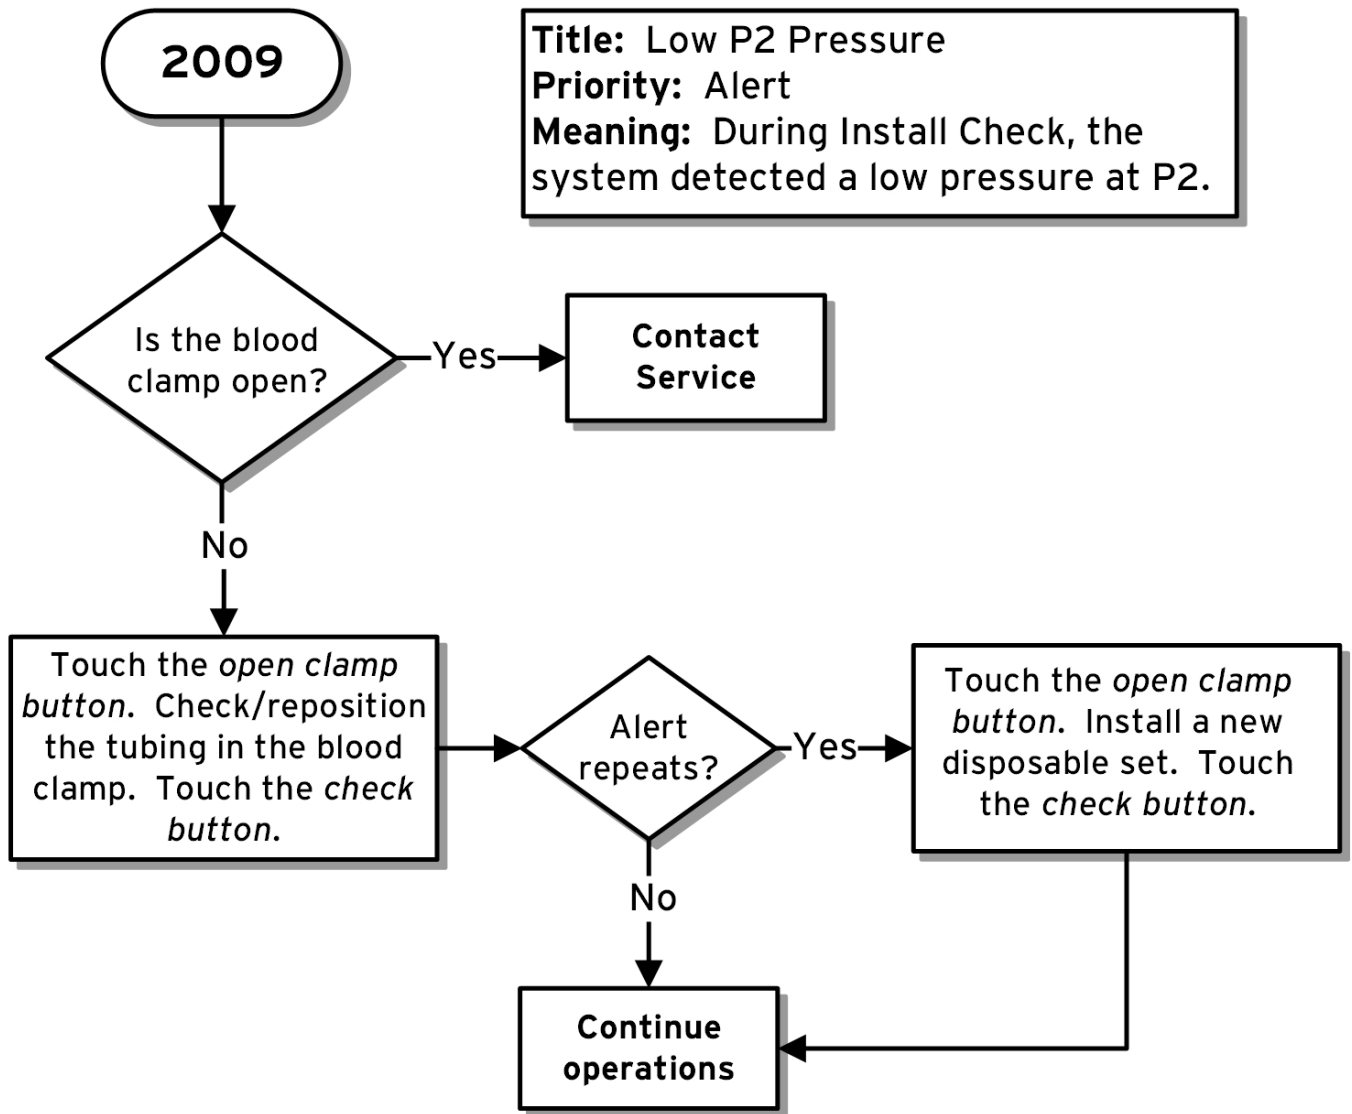 2009
Title: Low P2 Pressure
Priority: Alert
Meaning: During Install Check, the
system detected a low pressure at P2.
Is the blood
clamp open?
Yes
Contact
Service
No
Touch the open clamp
button. Check/reposition
the tubing in the blood
clamp. Touch the check
button.
Alert
repeats?
Yes
Touch the open clamp
button. Install a new
disposable set. Touch
the check button.
No
Continue
operations